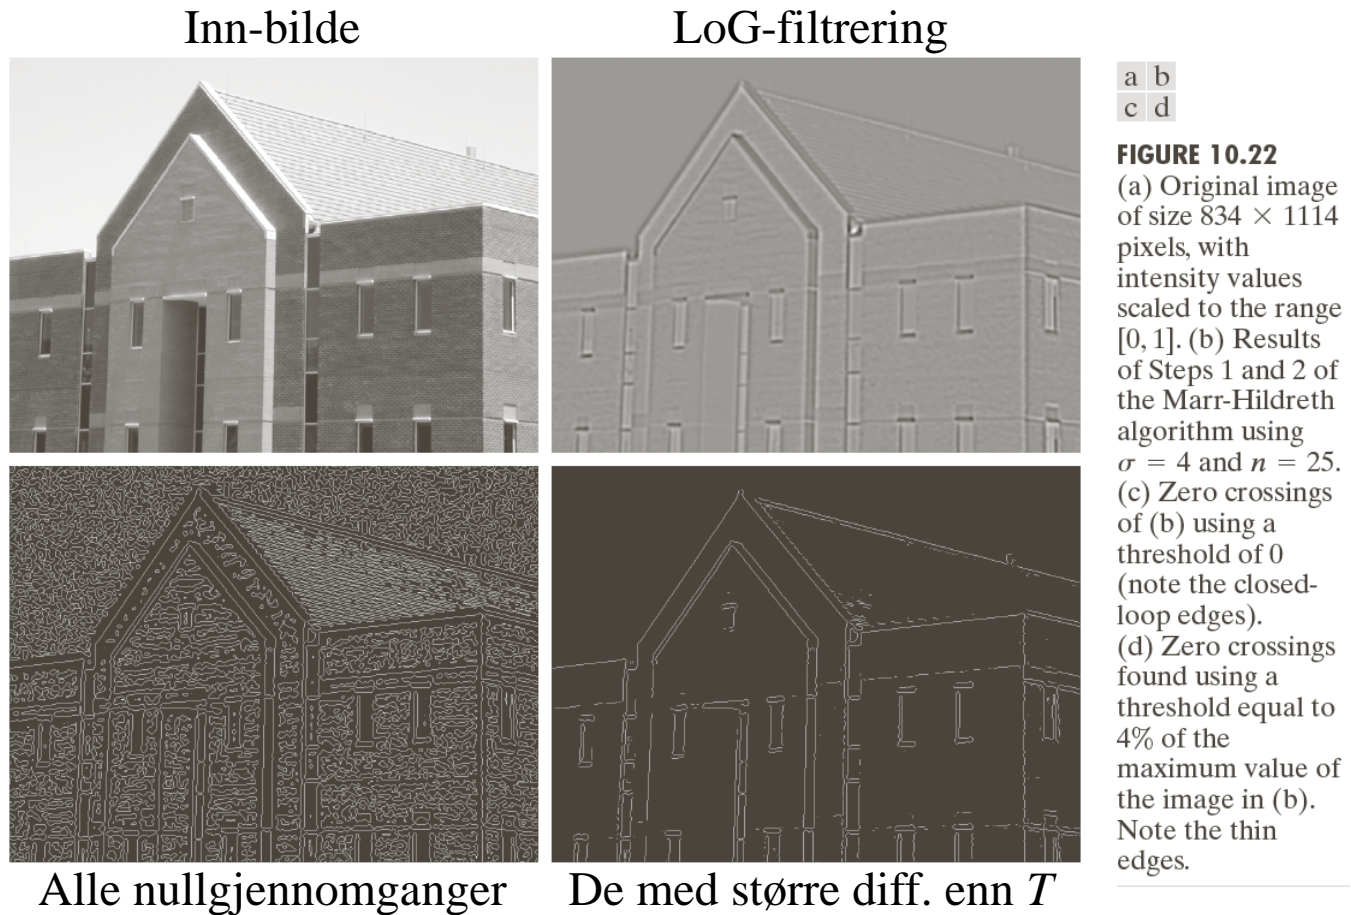 Inn-bilde
LoG-filtrering
a b
c d
FIGURE 10.22
(a) Original image
of size 834 × 1114
pixels, with
intensity values
scaled to the range
[0, 1]. (b) Results
of Steps 1 and 2 of
the Marr-Hildreth
algorithm using
σ = 4 and n = 25.
(c) Zero crossings
of (b) using a
threshold of 0
(note the closed-
loop edges).
(d) Zero crossings
found using a
threshold equal to
4% of the
maximum value of
the image in (b).
Note the thin
edges.
Alle nullgjennomganger
De med større diff. enn T